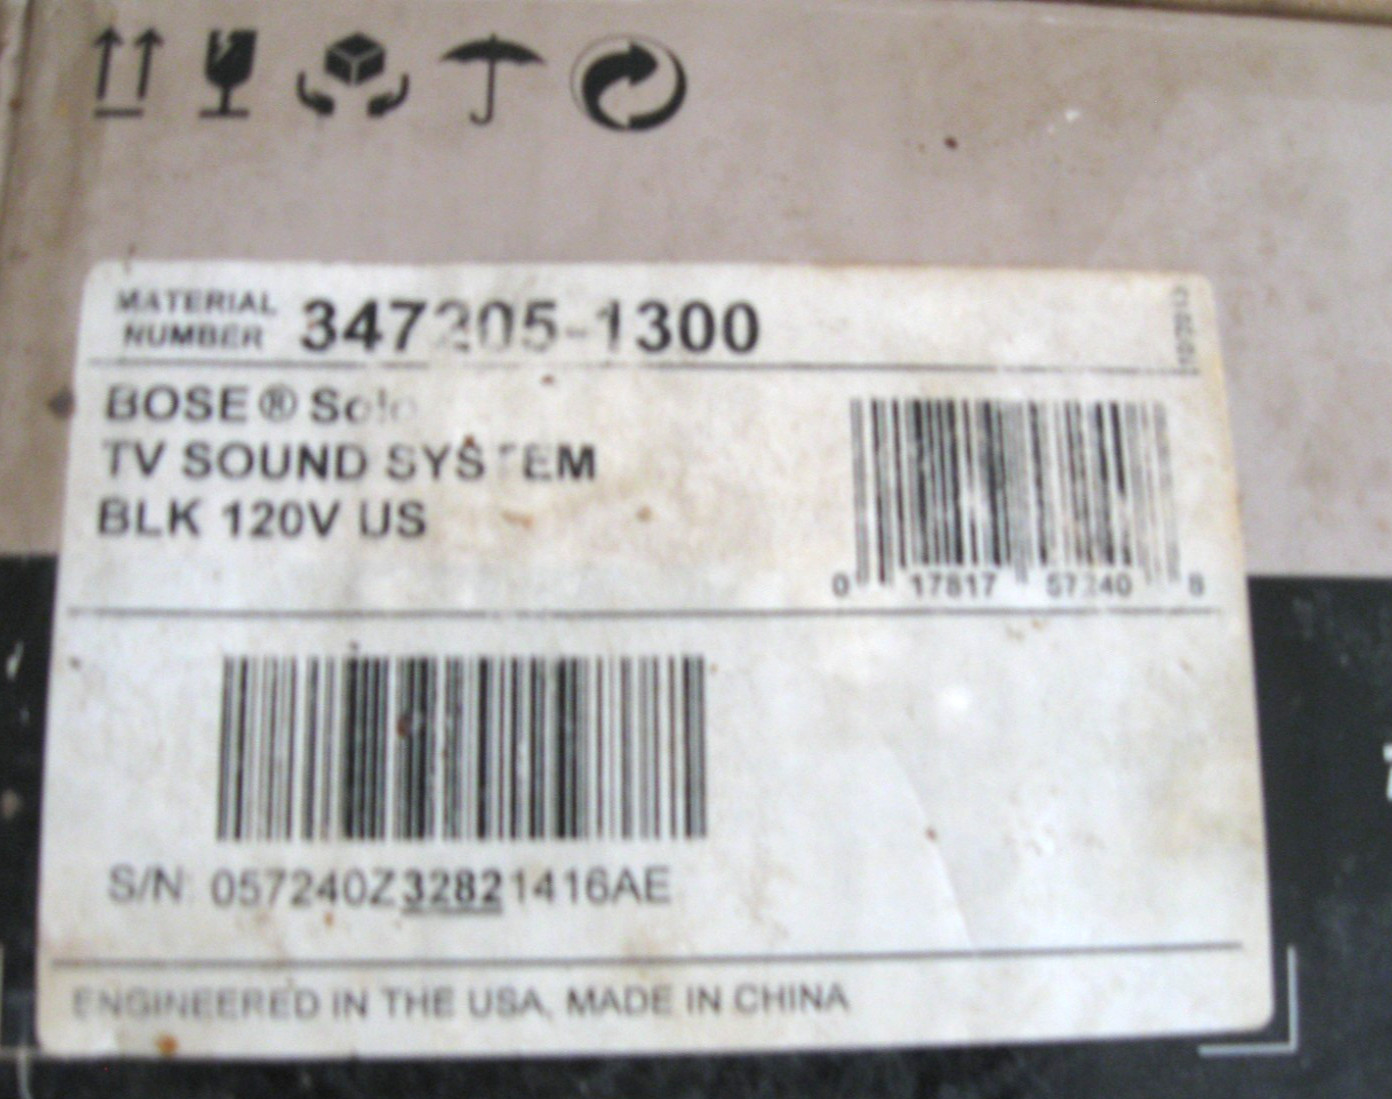 MATERIAL
NUMBER
347205-1300
BOSE ® Solo
TV SOUND SYSTEM
BLK 120V US
0 17817 57240 8
S/N: 057240Z32821416AE
ENGINEERED IN THE USA, MADE IN CHINA